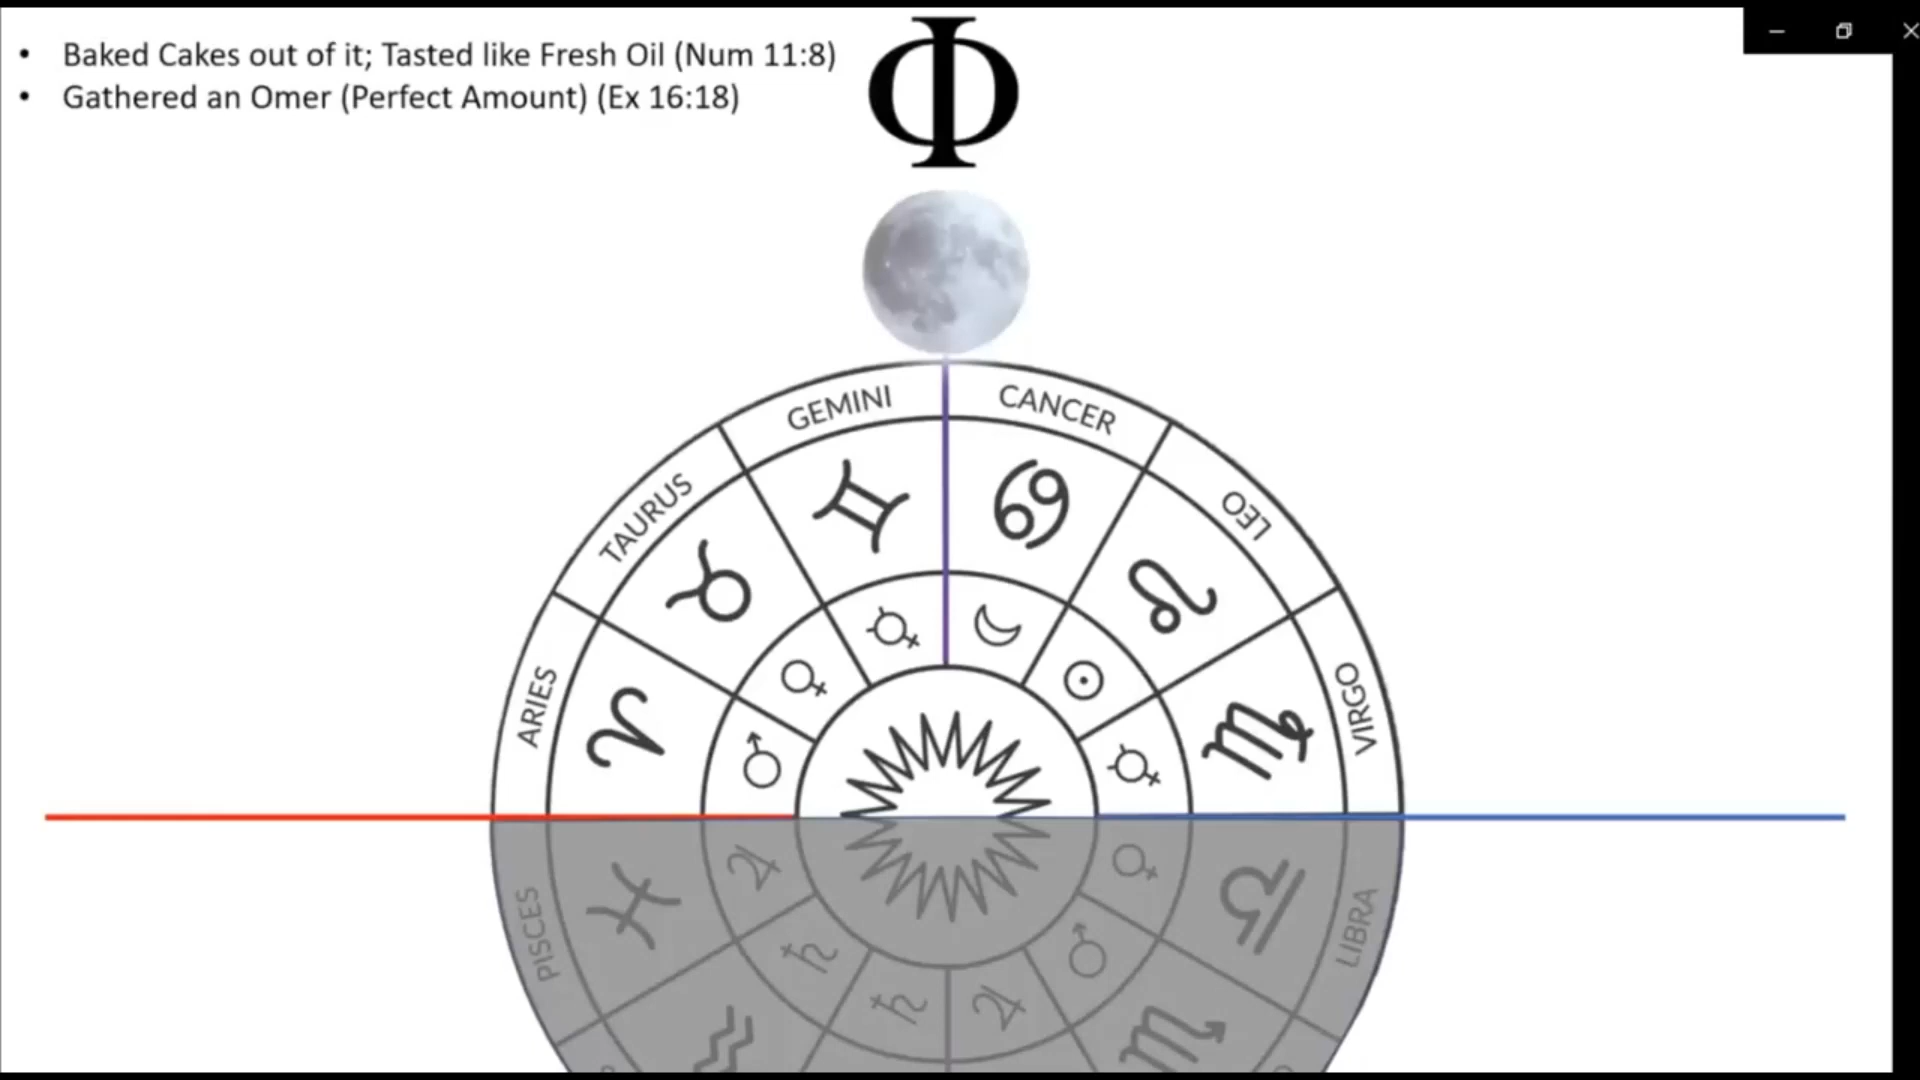 • Baked Cakes out of it; Tasted like Fresh Oil (Num 11:8)
• Gathered an Omer (Perfect Amount) (Ex 16:18)
Φ
GEMINI
CANCER
TAURUS
LEO
ARIES
VIRGO
PISCES
LIBRA